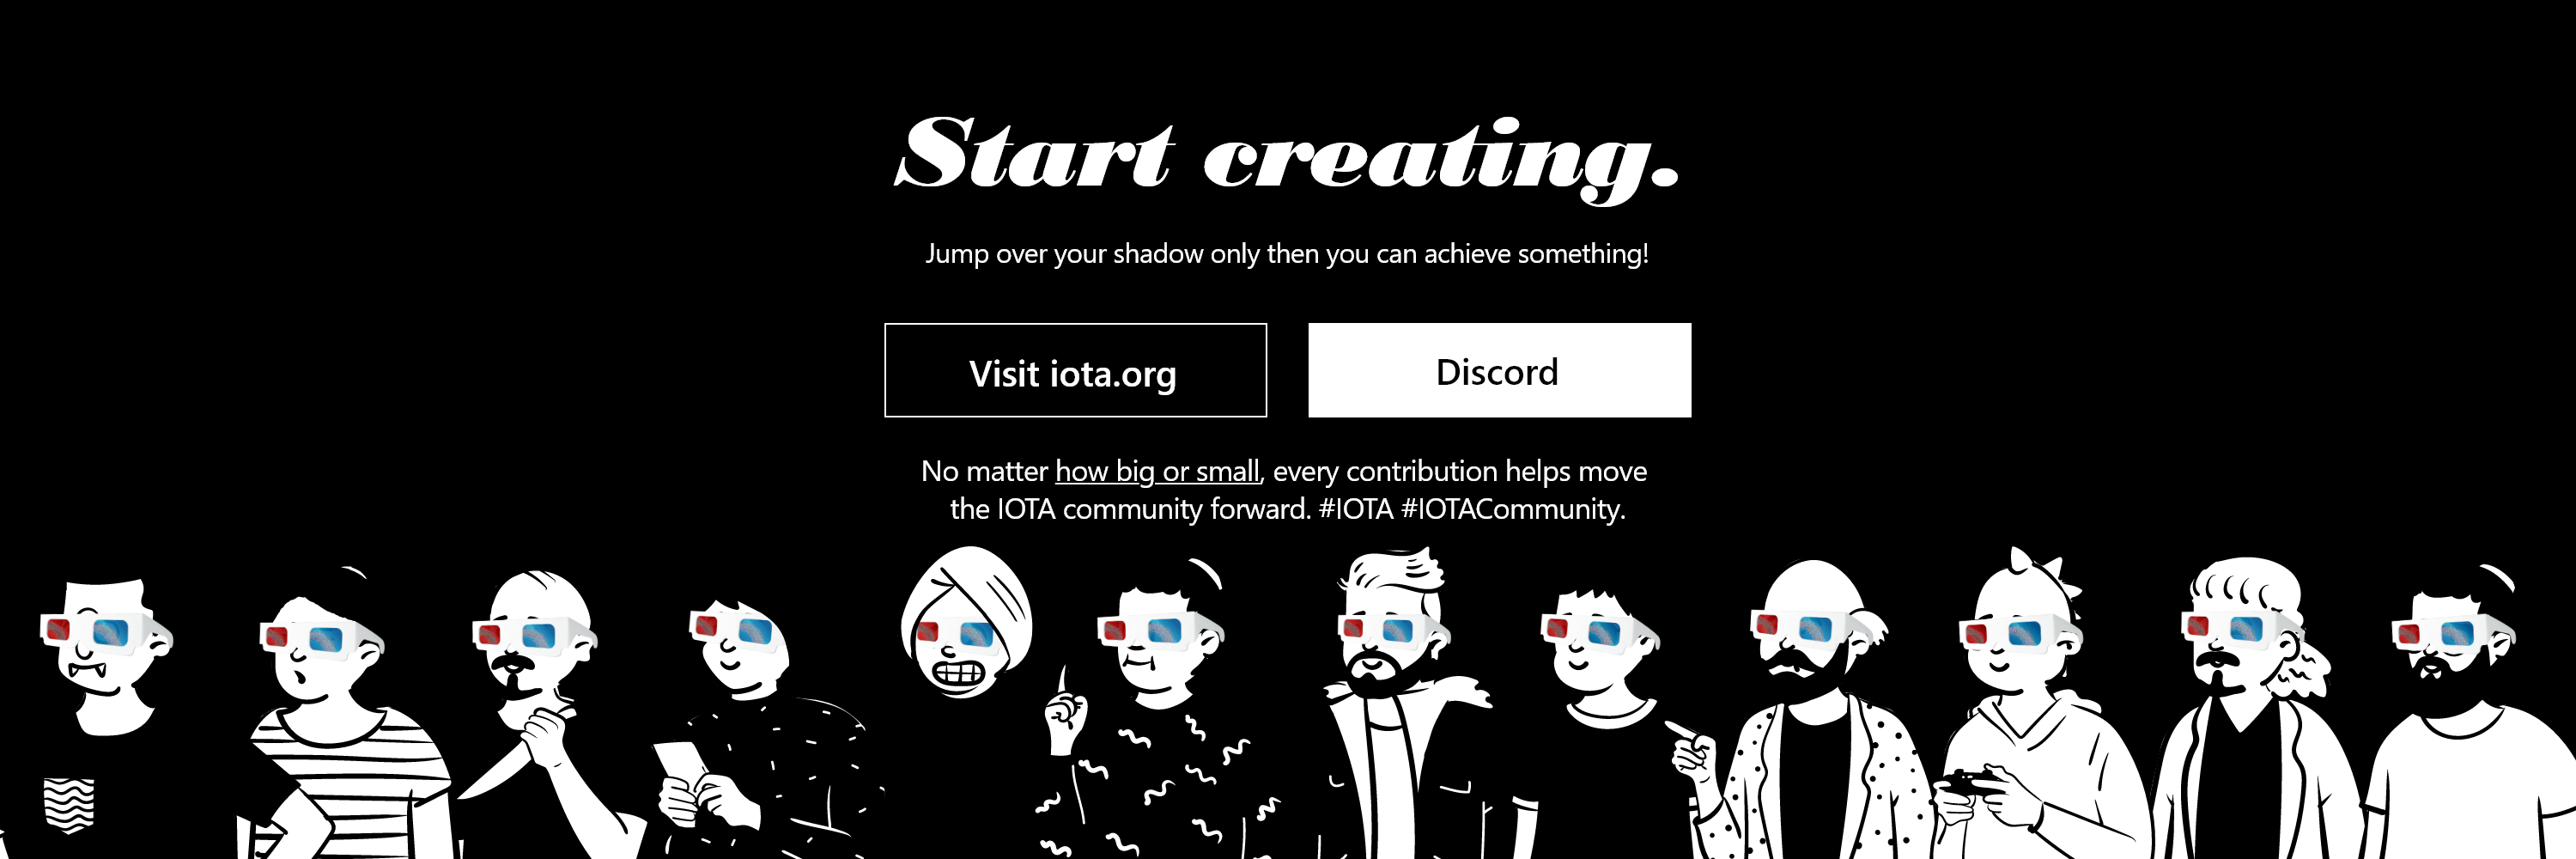 Start creating.
Jump over your shadow only then you can achieve something!
Visit iota.org
Discord
No matter how big or small, every contribution helps move
the IOTA community forward. #IOTA #IOTACommunity.